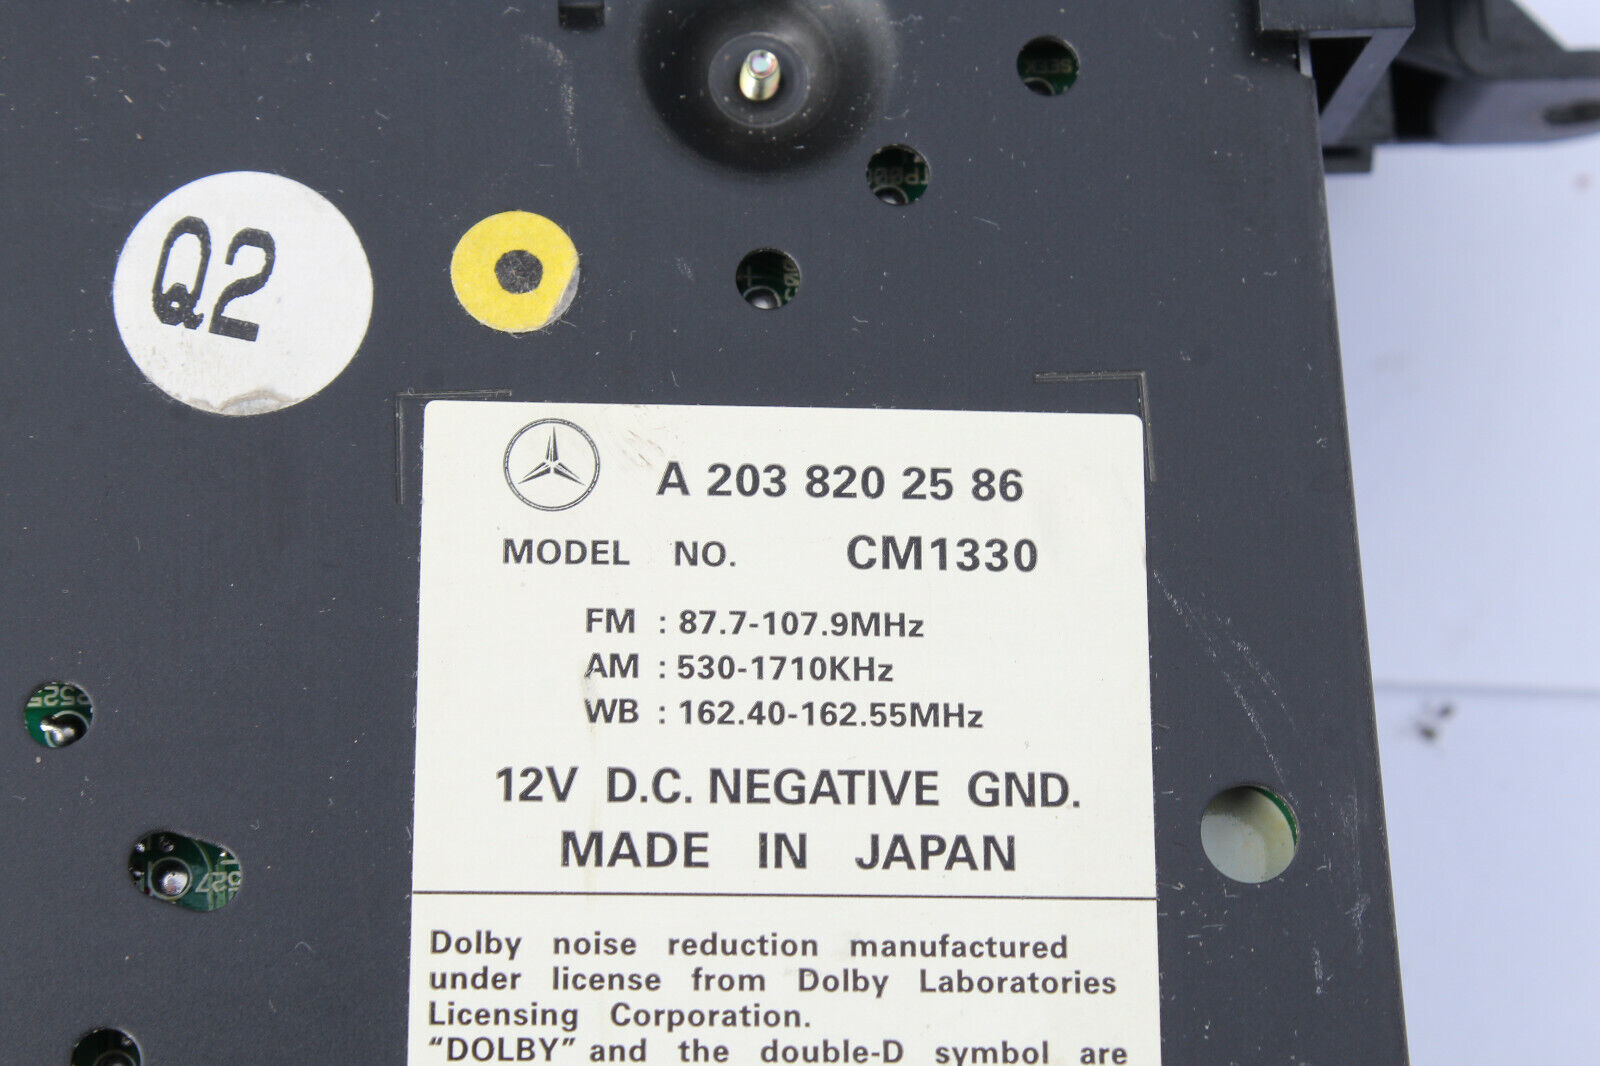 SEEK
Q2
A 203 820 25 86
MODEL NO. CM1330
FM : 87.7-107.9MHz
AM : 530-1710KHz
WB : 162.40-162.55MHz
12V D.C. NEGATIVE GND.
MADE IN JAPAN
Dolby noise reduction manufactured
under license from Dolby Laboratories
Licensing Corporation.
"DOLBY" and the double-D symbol are